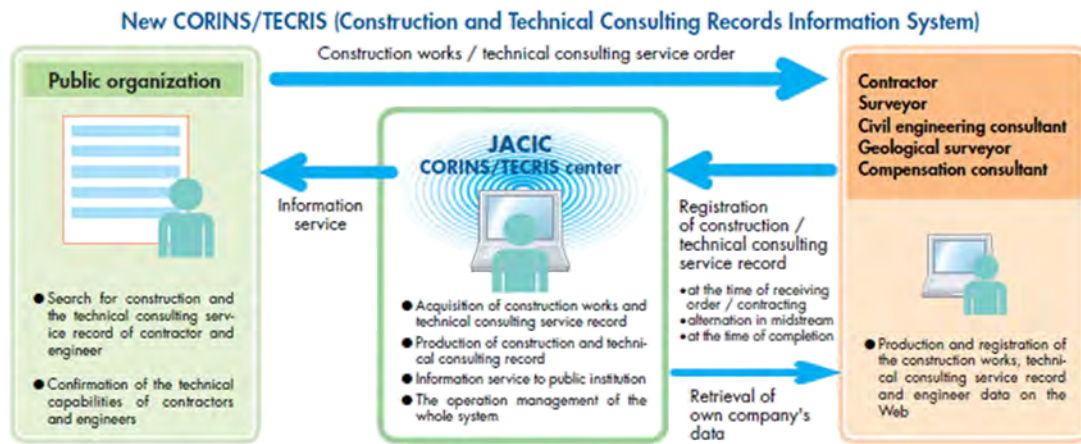 New CORINS/TECRIS (Construction and Technical Consulting Records Information System)
Construction works / technical consulting service order
Public organization
● Search for construction and
the technical consulting serv-
ice record of contractor and
engineer
● Confirmation of the technical
capabilities of contractors
and engineers
Information
service
JACIC
CORINS/TECRIS center
● Acquisition of construction works and
technical consulting service record
● Production of construction and techni-
cal consulting record
● Information service to public institution
● The operation management of the
whole system
Registration
of construction /
technical consulting
service record
• at the time of receiving
order / contracting
• alternation in midstream
• at the time of completion
Retrieval of
own company's
data
Contractor
Surveyor
Civil engineering consultant
Geological surveyor
Compensation consultant
● Production and registration of
the construction works, techni-
cal consulting service record
and engineer data on the
Web